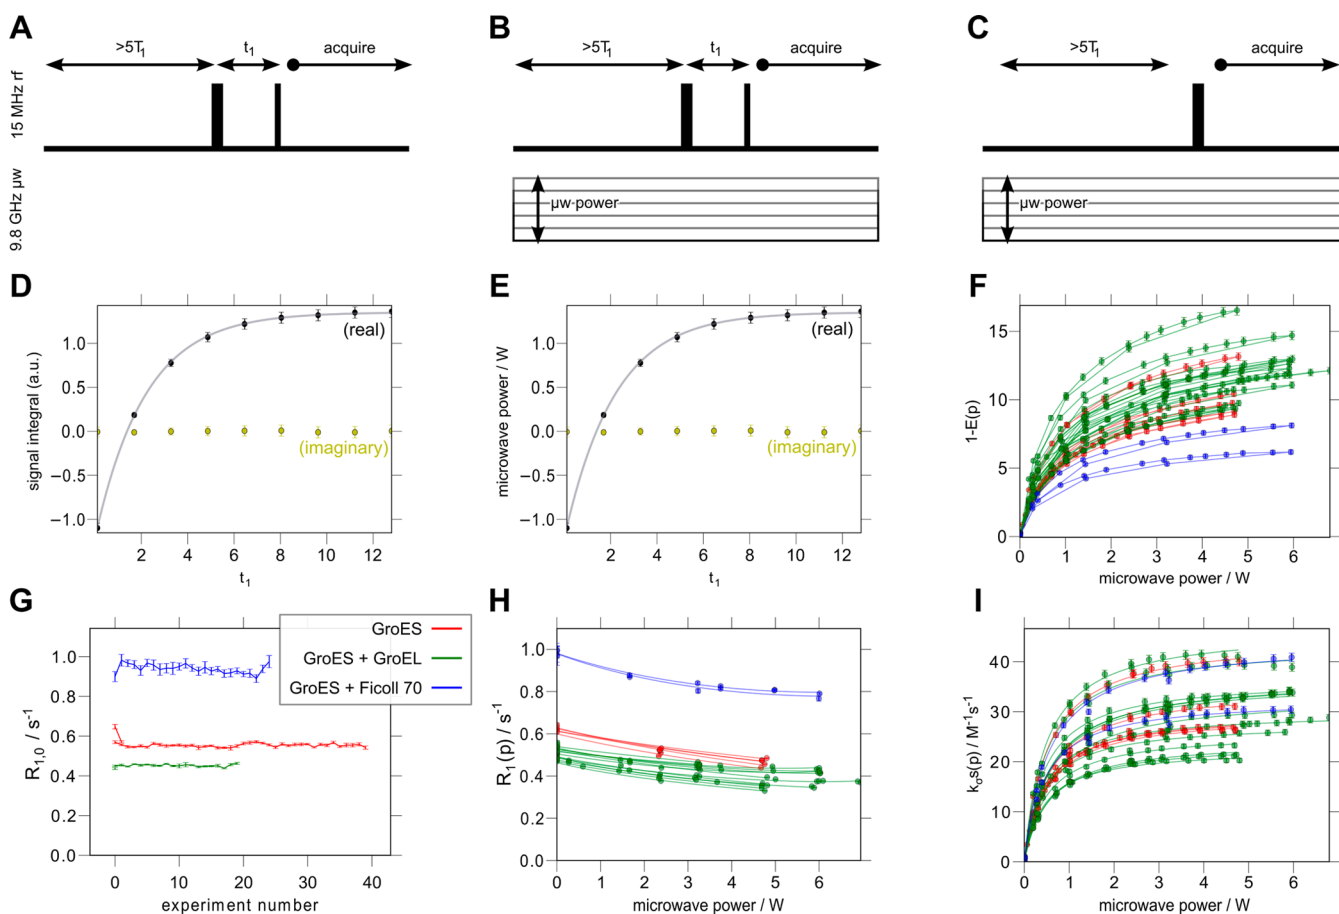 A
B
C
>5T1
t1
acquire
>5T1
t1
acquire
>5T1
acquire
15 MHz rf
9.8 GHz μw
μw-power
μw-power
D
E
F
signal integral (a.u.)
1.0
0.5
0.0
−0.5
−1.0
(real)
(imaginary)
2
4
6
8
10
12
t1
microwave power / W
1.0
0.5
0.0
−0.5
−1.0
(real)
(imaginary)
2
4
6
8
10
12
t1
1-E(p)
15
10
5
0
0
1
2
3
4
5
6
microwave power / W
G
H
I
R1,0 / s-1
1.0
0.8
0.6
0.4
0.2
0.0
GroES
GroES + GroEL
GroES + Ficoll 70
0
10
20
30
40
experiment number
R1(p) / s-1
1.0
0.8
0.6
0.4
0.2
0.0
0
1
2
3
4
5
6
microwave power / W
kσs(p) / M-1s-1
40
30
20
10
0
0
1
2
3
4
5
6
microwave power / W